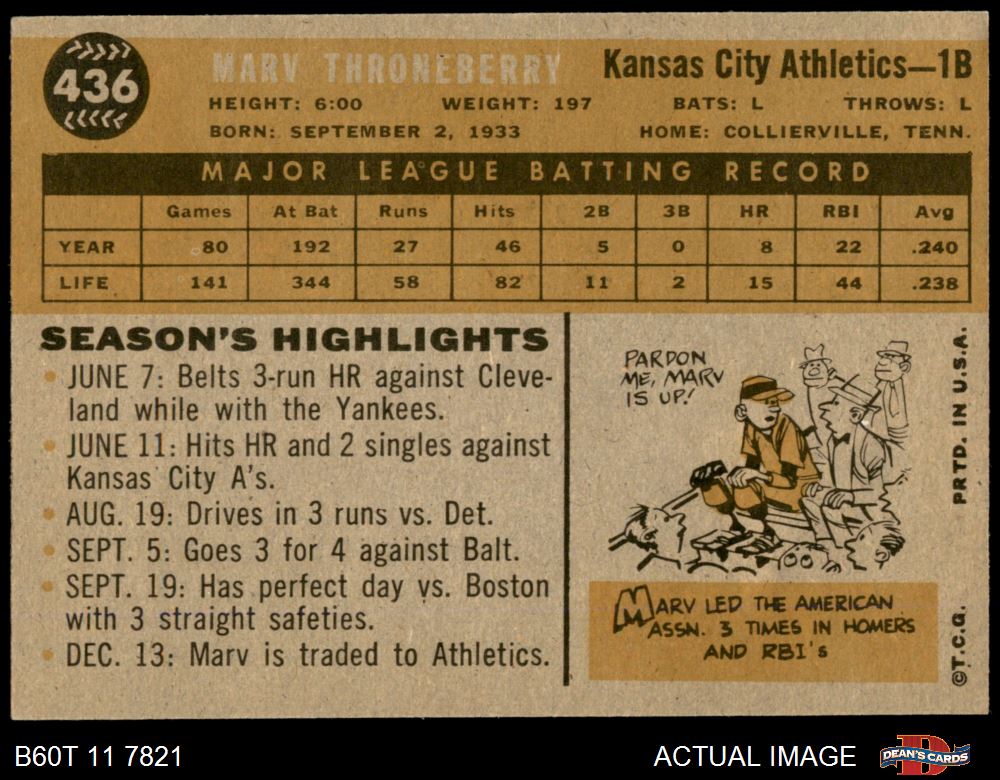 436
MARV THRONEBERRY
Kansas City Athletics—1B
HEIGHT: 6:00 WEIGHT: 197 BATS: L THROWS: L
BORN: SEPTEMBER 2, 1933 HOME: COLLIERVILLE, TENN.
MAJOR LEAGUE BATTING RECORD
Games At Bat Runs Hits 2B 3B HR RBI Avg
YEAR 80 192 27 46 5 0 8 22 .240
LIFE 141 344 58 82 11 2 15 44 .238
SEASON'S HIGHLIGHTS
• JUNE 7: Belts 3-run HR against Cleve-
land while with the Yankees.
• JUNE 11: Hits HR and 2 singles against
Kansas City A's.
• AUG. 19: Drives in 3 runs vs. Det.
• SEPT. 5: Goes 3 for 4 against Balt.
• SEPT. 19: Has perfect day vs. Boston
with 3 straight safeties.
• DEC. 13: Marv is traded to Athletics.
PARDON
ME, MARV
IS UP!
MARV LED THE AMERICAN
ASSN. 3 TIMES IN HOMERS
AND RBI's
©T.C.G. PRTD. IN U.S.A.
B60T 11 7821
ACTUAL IMAGE
DEAN'S CARDS